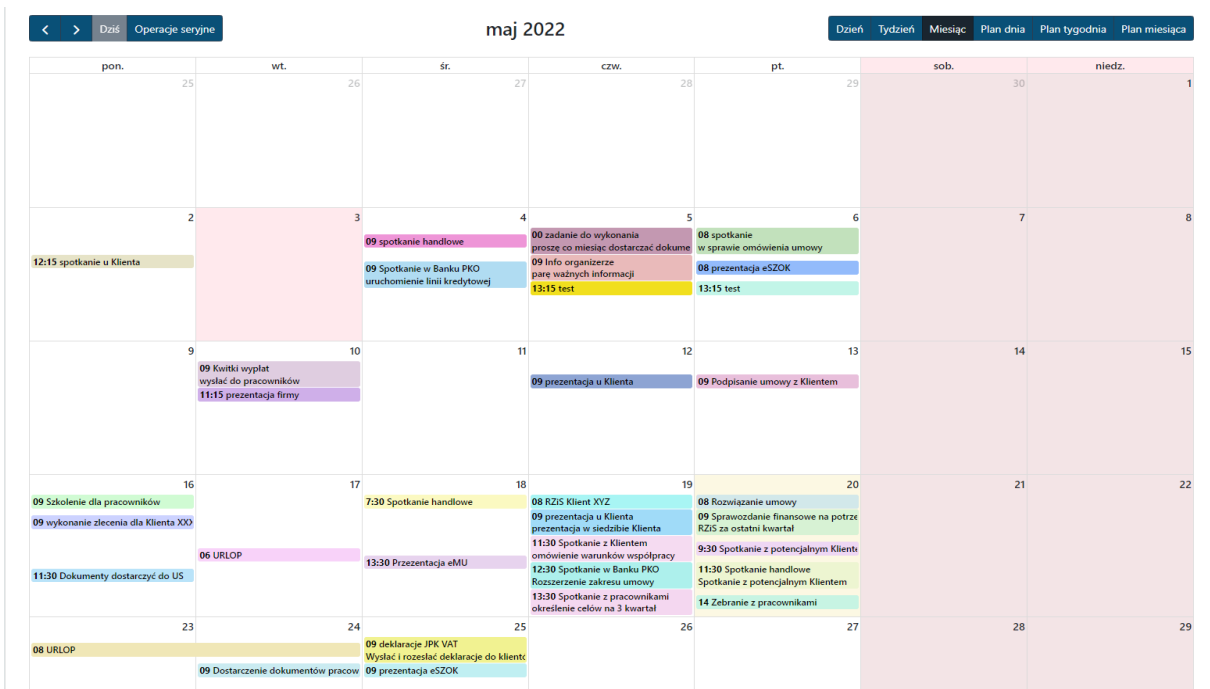 Dziś Operacje seryjne
maj 2022
Dzień Tydzień Miesiąc Plan dnia Plan tygodnia Plan miesiąca
pon. wt. śr. czw. pt. sob. niedz.
25 26 27 28 29 30 1
2 3 4 5 6 7 8
12:15 spotkanie u Klienta
09 spotkanie handlowe
09 Spotkanie w Banku PKO
uruchomienie linii kredytowej
00 zadanie do wykonania
proszę co miesiąc dostarczać dokume
09 Info organizerze
parę ważnych informacji
13:15 test
08 spotkanie
w sprawie omówienia umowy
08 prezentacja eSZOK
13:15 test
9 10 11 12 13 14 15
09 Kwitki wypłat
wysłać do pracowników
11:15 prezentacja firmy
09 prezentacja u Klienta
09 Podpisanie umowy z Klientem
16 17 18 19 20 21 22
09 Szkolenie dla pracowników
09 wykonanie zlecenia dla Klienta XXX
11:30 Dokumenty dostarczyć do US
06 URLOP
7:30 Spotkanie handlowe
13:30 Przezentacja eMU
08 RZiS Klient XYZ
09 prezentacja u Klienta
prezentacja w siedzibie Klienta
11:30 Spotkanie z Klientem
omówienie warunków współpracy
12:30 Spotkanie w Banku PKO
Rozszerzenie zakresu umowy
13:30 Spotkanie z pracownikami
określenie celów na 3 kwartał
08 Rozwiązanie umowy
09 Sprawozdanie finansowe na potrze
RZiS za ostatni kwartał
9:30 Spotkanie z potencjalnym Kliente
11:30 Spotkanie handlowe
Spotkanie z potencjalnym Klientem
14 Zebranie z pracownikami
23 24 25 26 27 28 29
08 URLOP
09 Dostarczenie dokumentów pracow
09 deklaracje JPK VAT
Wysłać i rozesłać deklaracje do kliento
09 prezentacja eSZOK